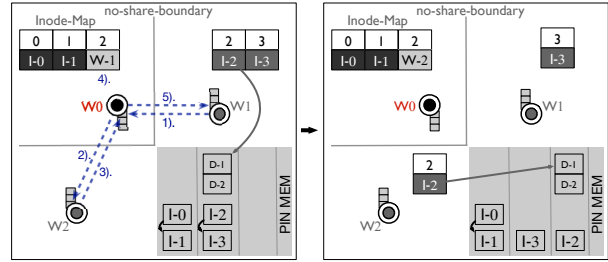 no-share-boundary
Inode-Map
0 1 2
I-0 I-1 W-1
2 3
I-2 I-3
4).
W0
5).
1).
W1
2).
3).
W2
D-1
D-2
I-0 I-2
I-1 I-3
PIN MEM
no-share-boundary
Inode-Map
0 1 2
I-0 I-1 W-2
3
I-3
W0
W1
2
I-2
W2
D-1
D-2
I-0
I-1 I-3 I-2
PIN MEM